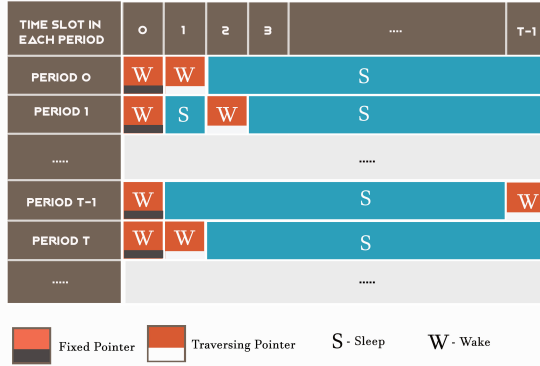 TIME SLOT IN EACH PERIOD 0 1 2 3 .... T-1
PERIOD 0 W W S
PERIOD 1 W S W S
..... .....
PERIOD T-1 W S W
PERIOD T W W S
..... .....
Fixed Pointer Traversing Pointer S - Sleep W - Wake